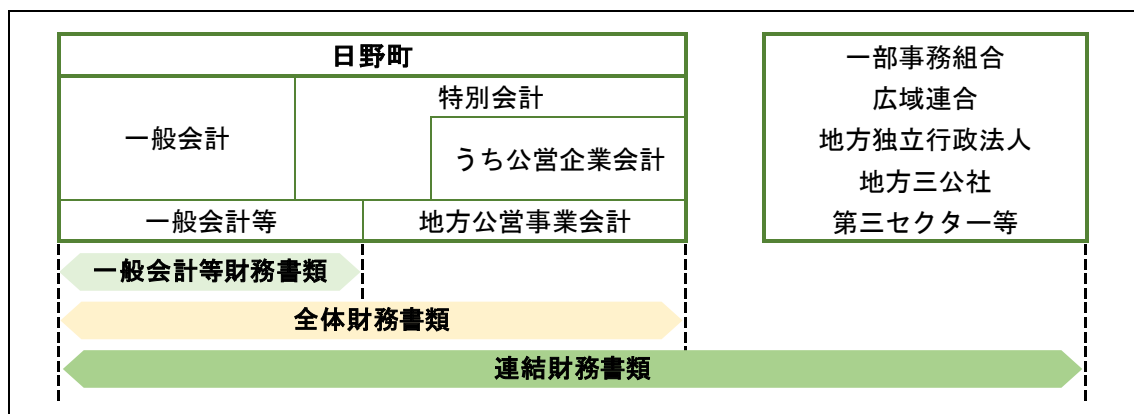 日野町
一般会計
特別会計
うち公営企業会計
一般会計等
地方公営事業会計
一部事務組合
広域連合
地方独立行政法人
地方三公社
第三セクター等
一般会計等財務書類
全体財務書類
連結財務書類